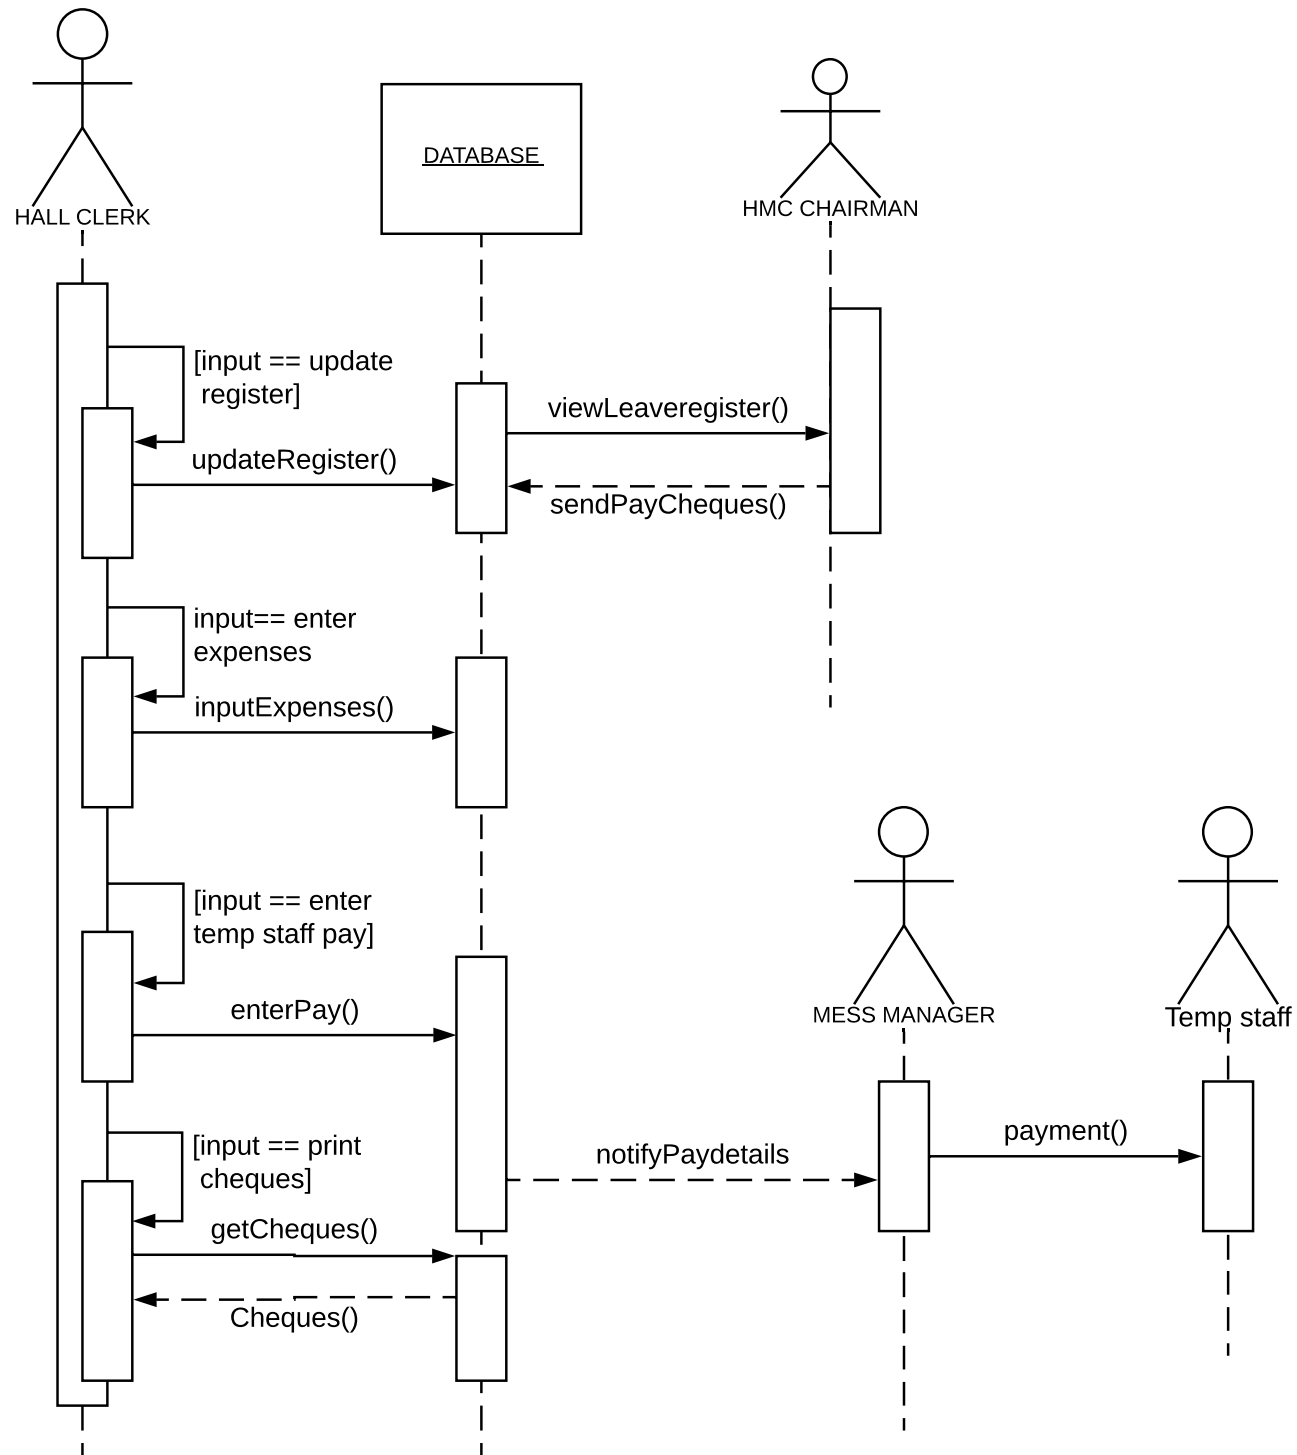 HALL CLERK
DATABASE
HMC CHAIRMAN
[input == update
register]
viewLeaveregister()
updateRegister()
sendPayCheques()
input== enter
expenses
inputExpenses()
[input == enter
temp staff pay]
enterPay()
MESS MANAGER
Temp staff
[input == print
cheques]
notifyPaydetails
payment()
getCheques()
Cheques()